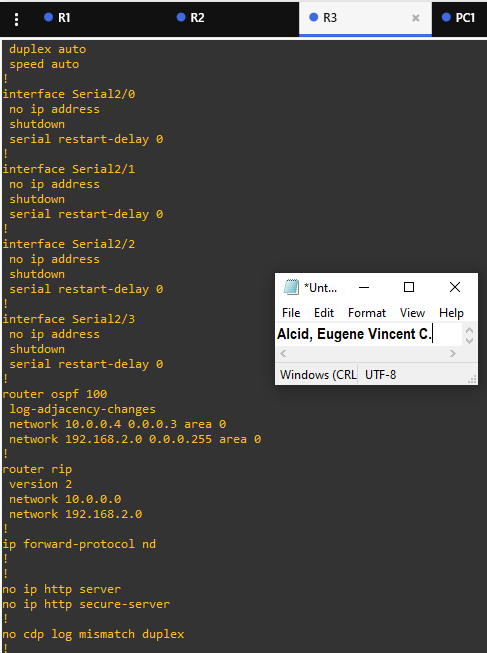 R1 R2 R3 × PC1
duplex auto
speed auto
!
interface Serial2/0
no ip address
shutdown
serial restart-delay 0
!
interface Serial2/1
no ip address
shutdown
serial restart-delay 0
!
interface Serial2/2
no ip address
shutdown
serial restart-delay 0
!
interface Serial2/3
no ip address
shutdown
serial restart-delay 0
!
router ospf 100
log-adjacency-changes
network 10.0.0.4 0.0.0.3 area 0
network 192.168.2.0 0.0.0.255 area 0
!
router rip
version 2
network 10.0.0.0
network 192.168.2.0
!
ip forward-protocol nd
!
!
no ip http server
no ip http secure-server
!
no cdp log mismatch duplex
!
*Unt...
File Edit Format View Help
Alcid, Eugene Vincent C.
Windows (CRL UTF-8